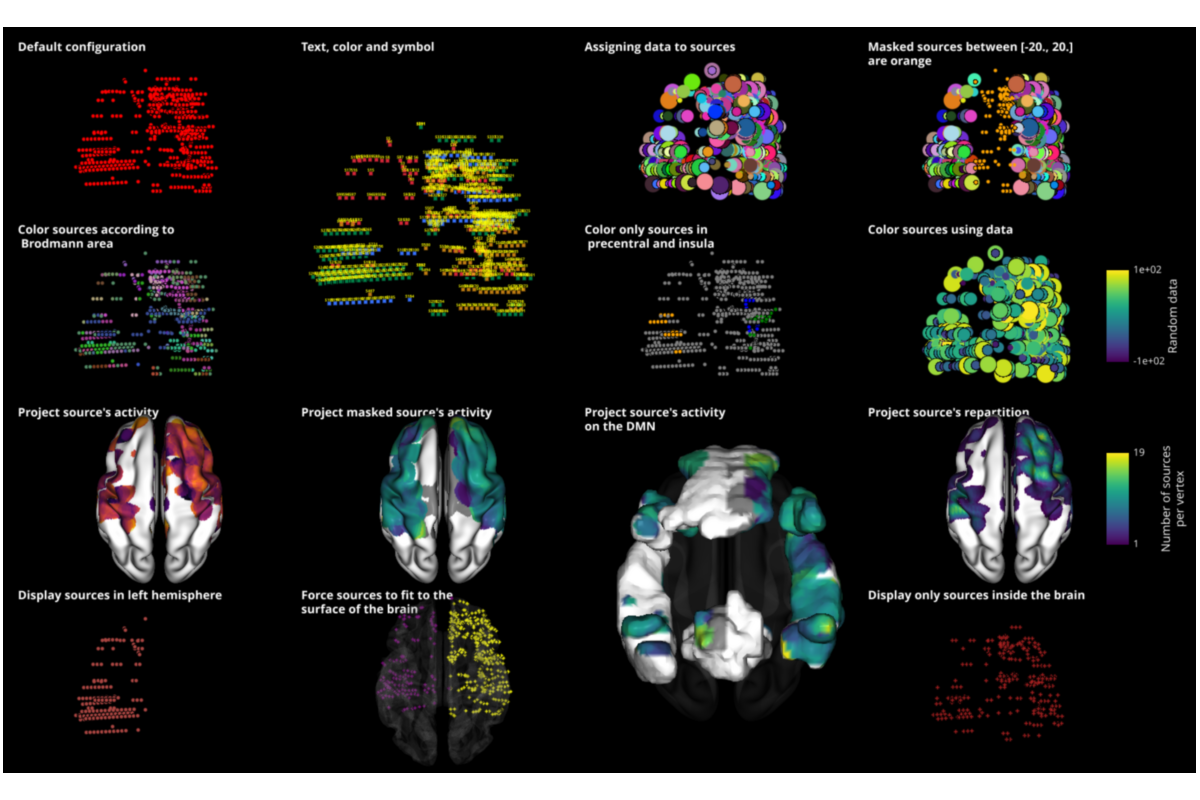 Default configuration
Text, color and symbol
Assigning data to sources
Masked sources between [-20., 20.]
are orange
Color sources according to
Brodmann area
Color only sources in
precentral and insula
Color sources using data
1e+02
-1e+02
Random data
Project source's activity
Project masked source's activity
Project source's activity
on the DMN
Project source's repartition
19
1
Number of sources
per vertex
Display sources in left hemisphere
Force sources to fit to the
surface of the brain
Display only sources inside the brain